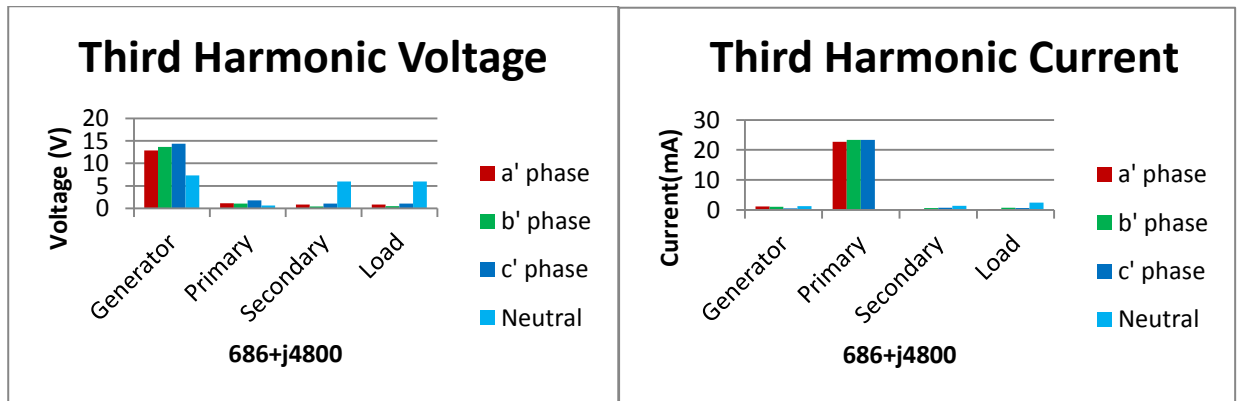 Third Harmonic Voltage
Voltage (V)
20
15
10
5
0
Generator
Primary
Secondary
Load
686+j4800
a' phase
b' phase
c' phase
Neutral
Third Harmonic Current
Current(mA)
30
20
10
0
Generator
Primary
Secondary
Load
686+j4800
a' phase
b' phase
c' phase
Neutral